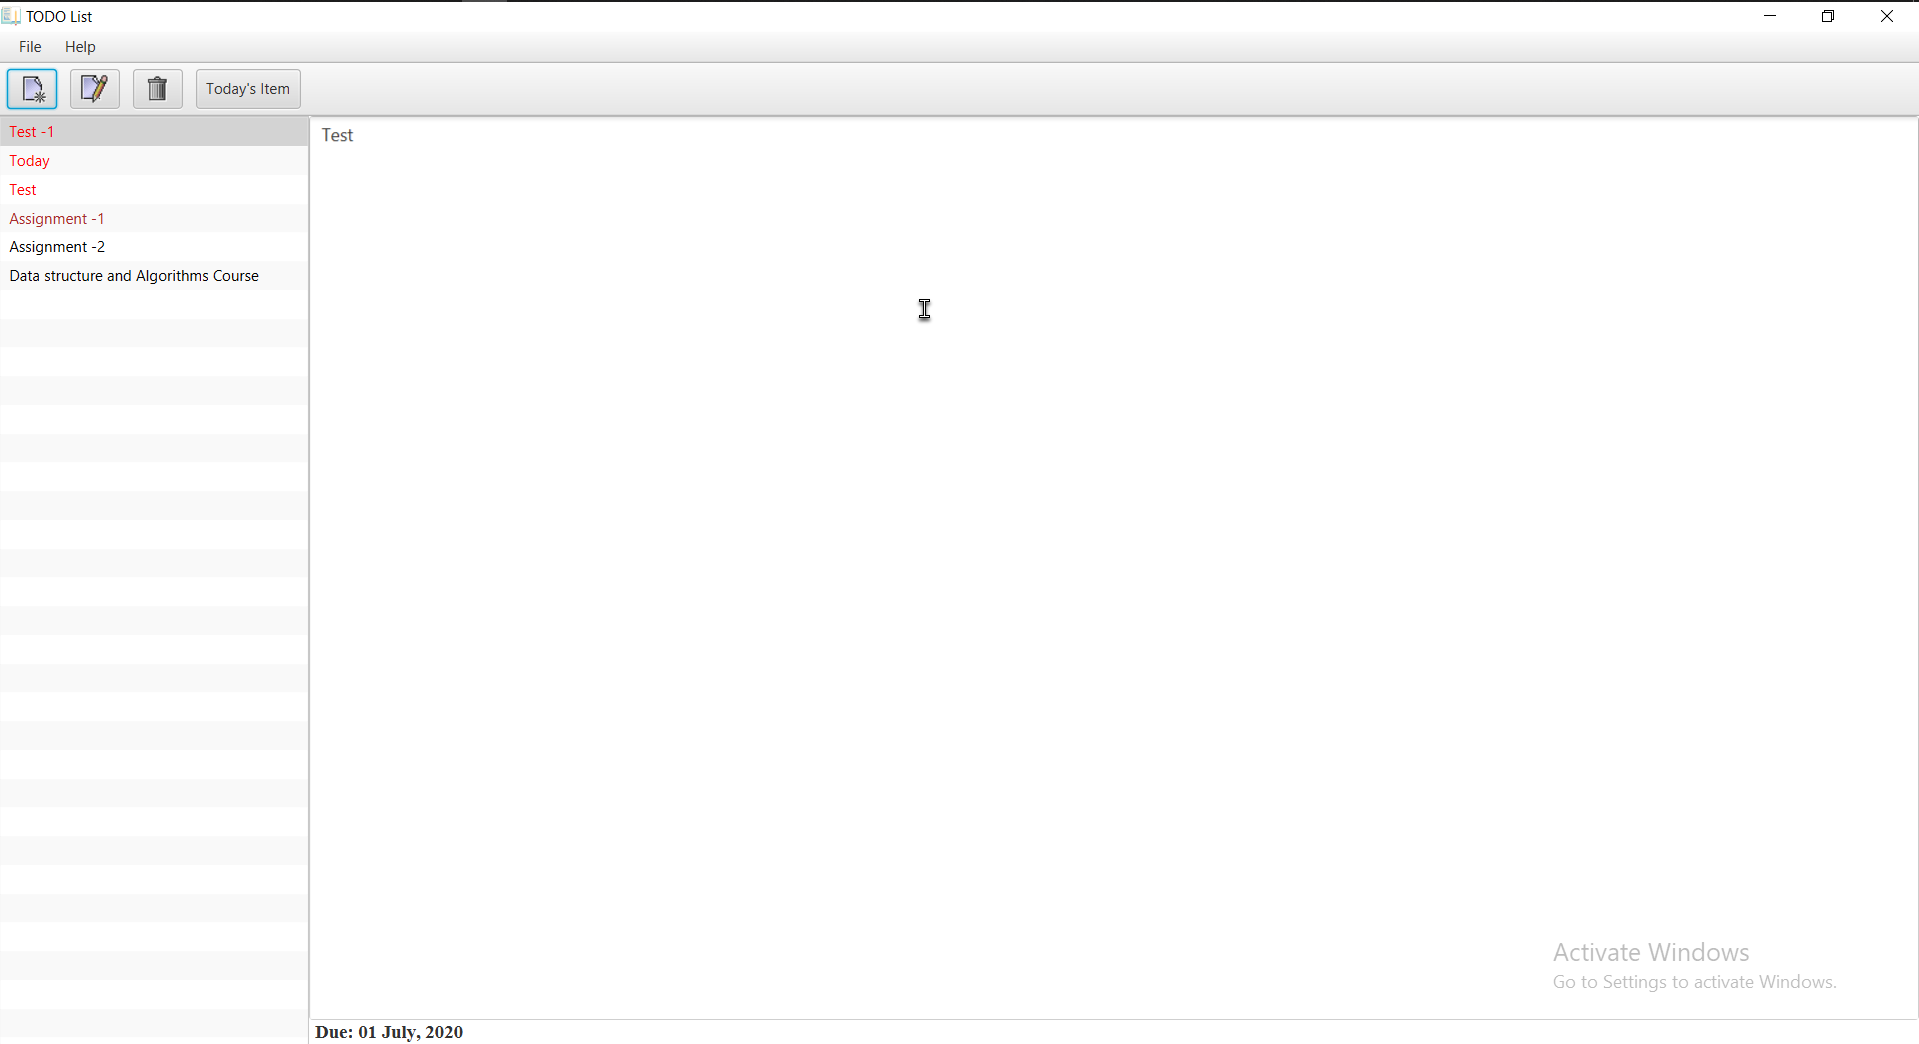 TODO List
File Help
Today's Item
Test -1
Today
Test
Assignment -1
Assignment -2
Data structure and Algorithms Course
Test
Activate Windows
Go to Settings to activate Windows.
Due: 01 July, 2020